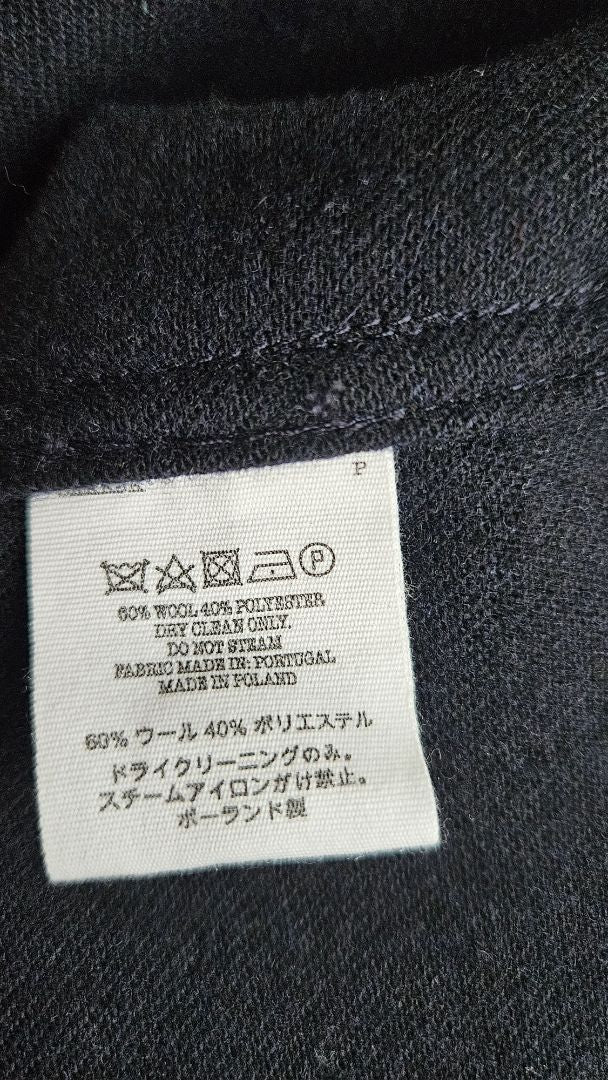 P
P
60% WOOL 40% POLYESTER
DRY CLEAN ONLY.
DO NOT STEAM
FABRIC MADE IN: PORTUGAL
MADE IN POLAND
60% ウール 40% ポリエステル
ドライクリーニングのみ。
スチームアイロンがけ禁止。
ポーランド製